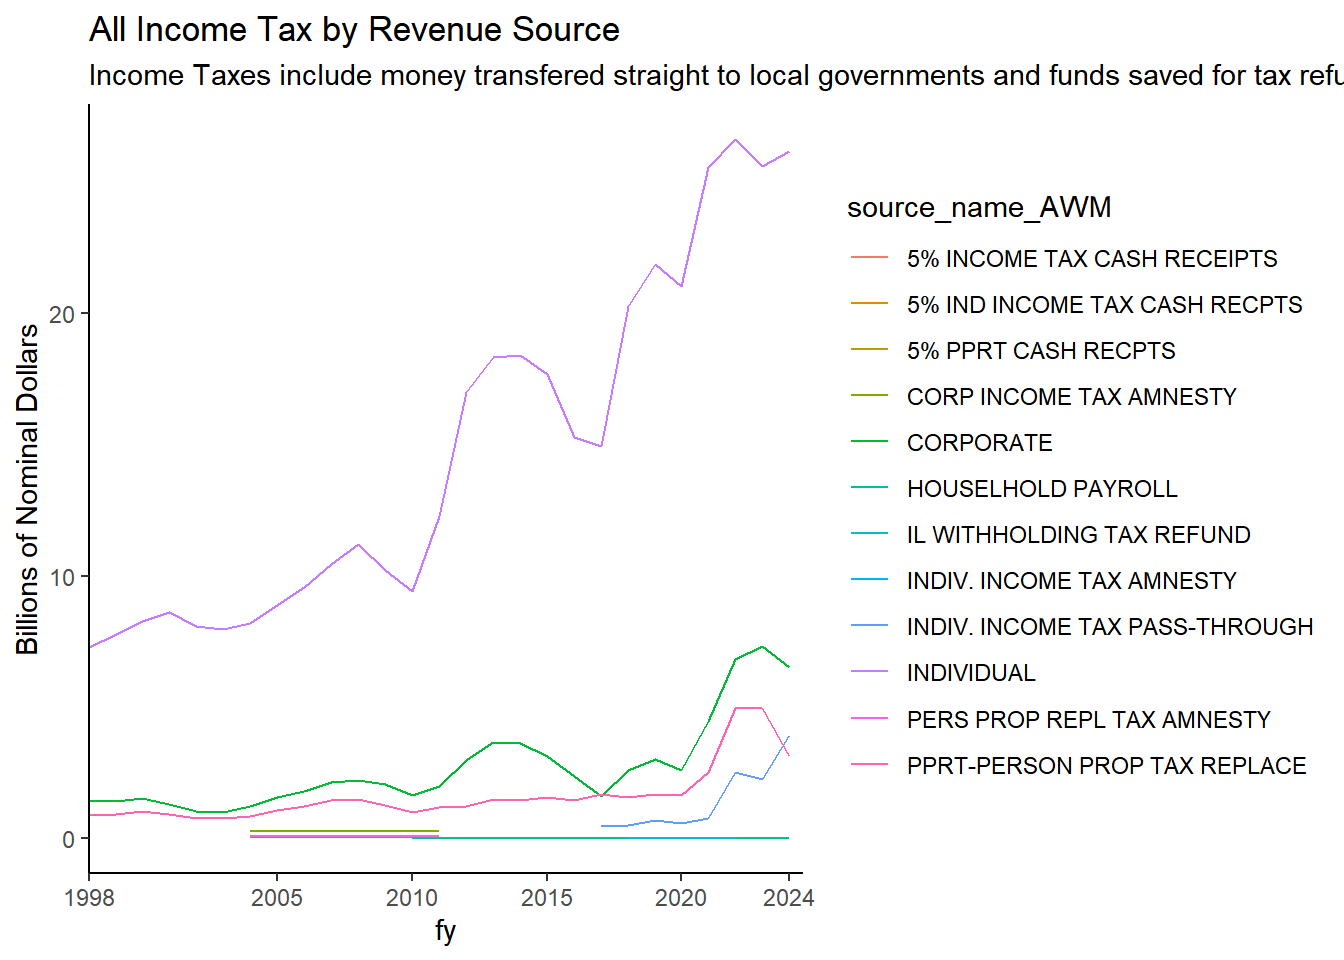 All Income Tax by Revenue Source
Income Taxes include money transfered straight to local governments and funds saved for tax refu
Billions of Nominal Dollars
20
10
0
1998
2005
2010
2015
2020
2024
fy
source_name_AWM
5% INCOME TAX CASH RECEIPTS
5% IND INCOME TAX CASH RECPTS
5% PPRT CASH RECPTS
CORP INCOME TAX AMNESTY
CORPORATE
HOUSELHOLD PAYROLL
IL WITHHOLDING TAX REFUND
INDIV. INCOME TAX AMNESTY
INDIV. INCOME TAX PASS-THROUGH
INDIVIDUAL
PERS PROP REPL TAX AMNESTY
PPRT-PERSON PROP TAX REPLACE